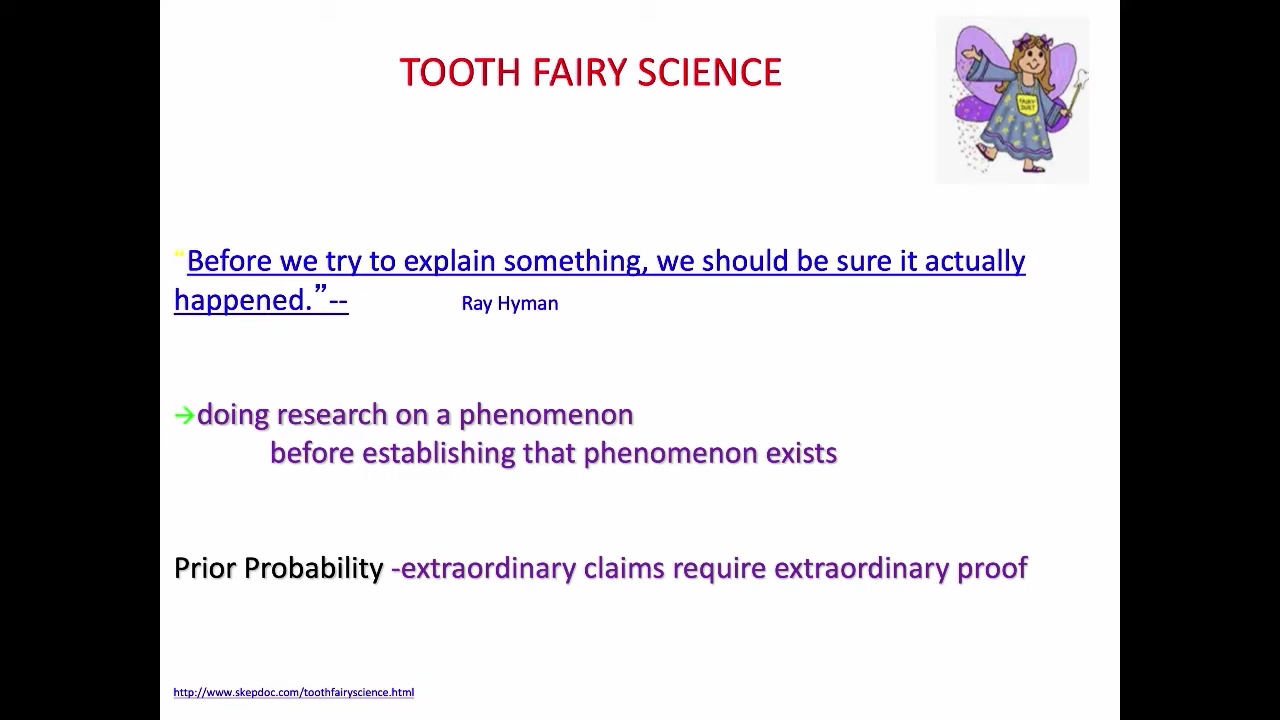 TOOTH FAIRY SCIENCE
FAIRY
DUST
“Before we try to explain something, we should be sure it actually
happened.”-- Ray Hyman
→doing research on a phenomenon
before establishing that phenomenon exists
Prior Probability -extraordinary claims require extraordinary proof
http://www.skepdoc.com/toothfairyscience.html